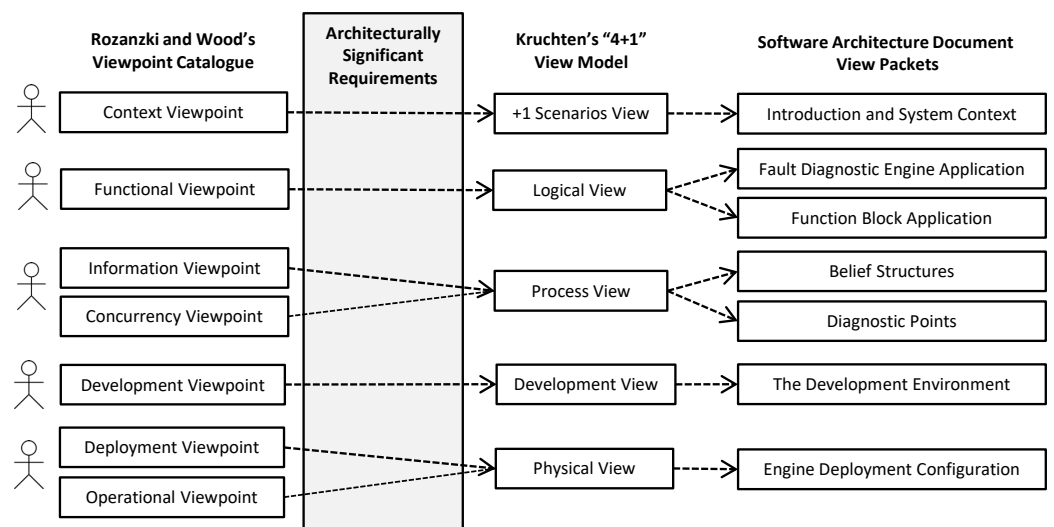 Rozanzki and Wood's
Viewpoint Catalogue
Architecturally
Significant
Requirements
Kruchten's “4+1”
View Model
Software Architecture Document
View Packets
Context Viewpoint
+1 Scenarios View
Introduction and System Context
Functional Viewpoint
Logical View
Fault Diagnostic Engine Application
Function Block Application
Information Viewpoint
Concurrency Viewpoint
Process View
Belief Structures
Diagnostic Points
Development Viewpoint
Development View
The Development Environment
Deployment Viewpoint
Operational Viewpoint
Physical View
Engine Deployment Configuration